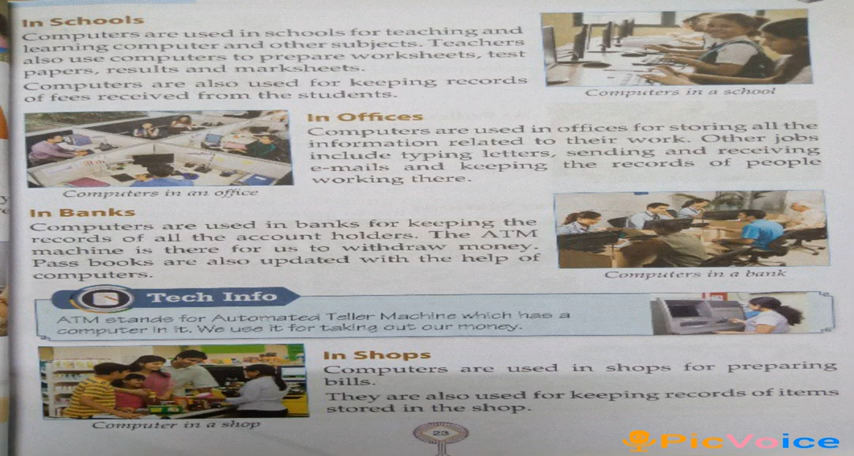 In Schools
Computers are used in schools for teaching and
learning computer and other subjects. Teachers
also use computers to prepare worksheets, test
papers, results and marksheets.
Computers are also used for keeping records
of fees received from the students.
Computers in a school
In Offices
Computers are used in offices for storing all the
information related to their work. Other jobs
include typing letters, sending and receiving
e-mails and keeping the records of people
working there.
Computers in an office
In Banks
Computers are used in banks for keeping the
records of all the account holders. The ATM
machine is there for us to withdraw money.
Pass books are also updated with the help of
computers.
Computers in a bank
Tech Info
ATM stands for Automated Teller Machine which has a
computer in it. We use it for taking out our money.
In Shops
Computers are used in shops for preparing
bills.
They are also used for keeping records of items
stored in the shop.
Computer in a shop
23
PicVoice